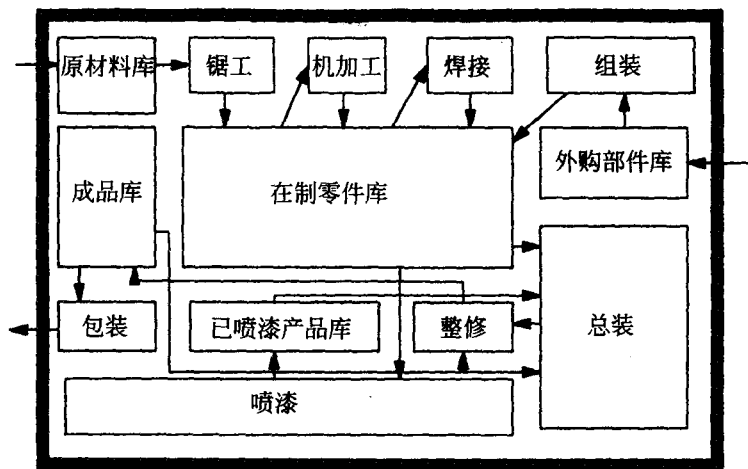 原材料库
锯工
机加工
焊接
组装
成品库
在制零件库
外购部件库
包装
已喷漆产品库
整修
总装
喷漆